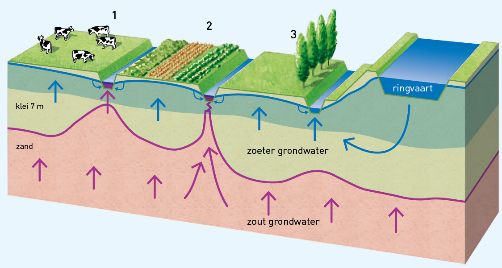 1
2
3
ringvaart
klei 7 m
zand
zoeter grondwater
zout grondwater